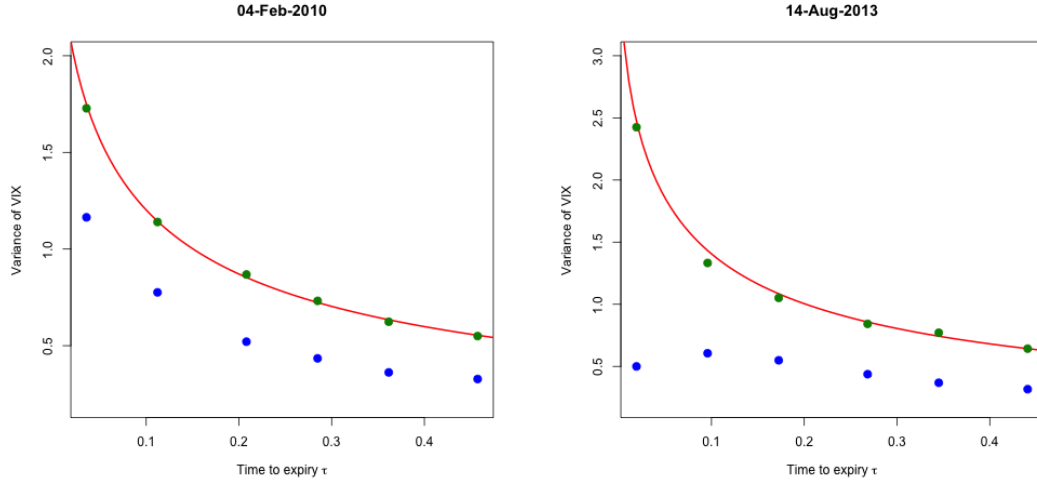 04-Feb-2010
Variance of VIX
2.0
1.5
1.0
0.5
0.1 0.2 0.3 0.4
Time to expiry τ
14-Aug-2013
Variance of VIX
3.0
2.5
2.0
1.5
1.0
0.5
0.1 0.2 0.3 0.4
Time to expiry τ